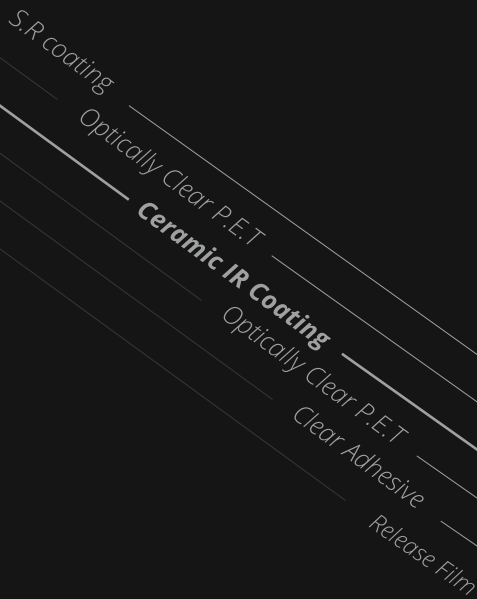 S.R coating
Optically Clear P.E.T
Ceramic IR Coating
Optically Clear P.E.T
Clear Adhesive
Release Film